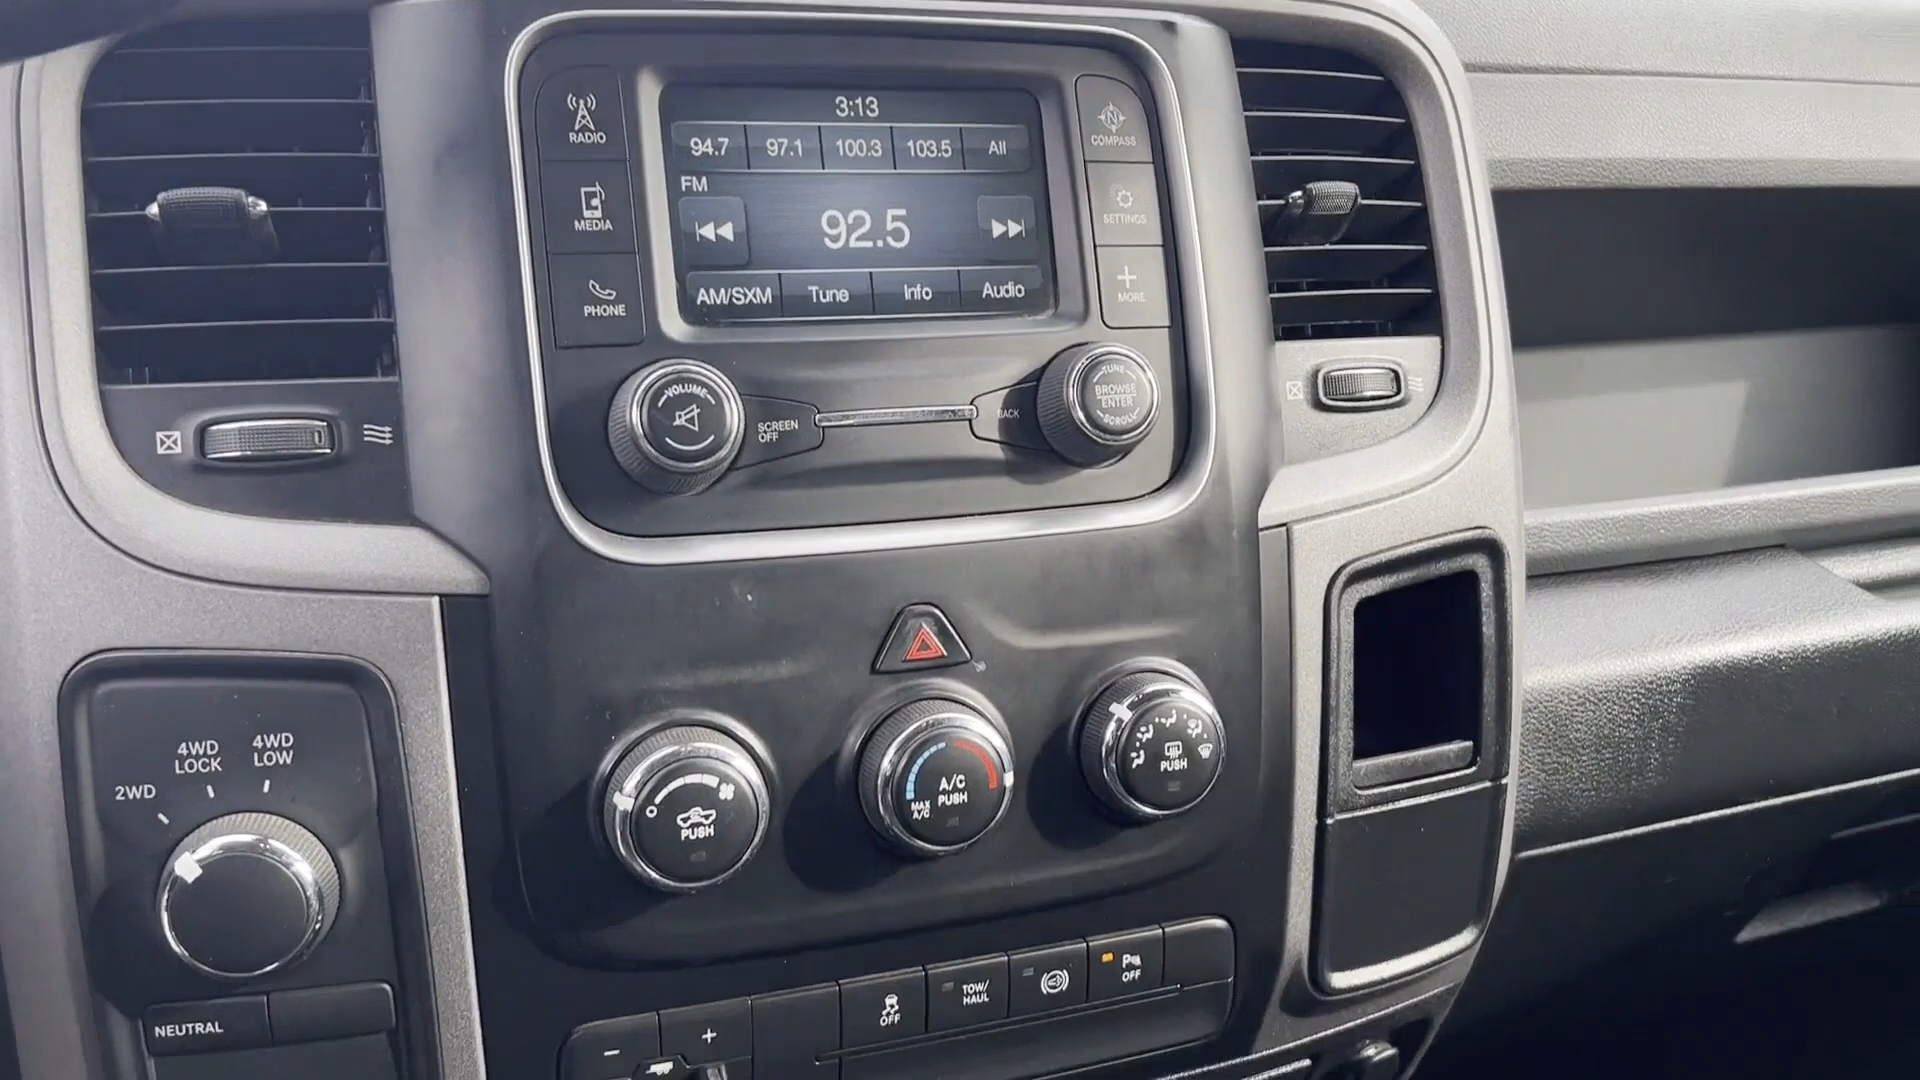 3:13
94.7 97.1 100.3 103.5 All
FM
92.5
AM/SXM Tune Info Audio
RADIO
MEDIA
PHONE
N
COMPASS
SETTINGS
MORE
VOLUME
SCREEN
OFF
BACK
TUNE
BROWSE
ENTER
SCROLL
2WD
4WD
LOCK
4WD
LOW
NEUTRAL
PUSH
A/C
PUSH
MAX
A/C
PUSH
OFF
TOW/
HAUL
P OFF
- +